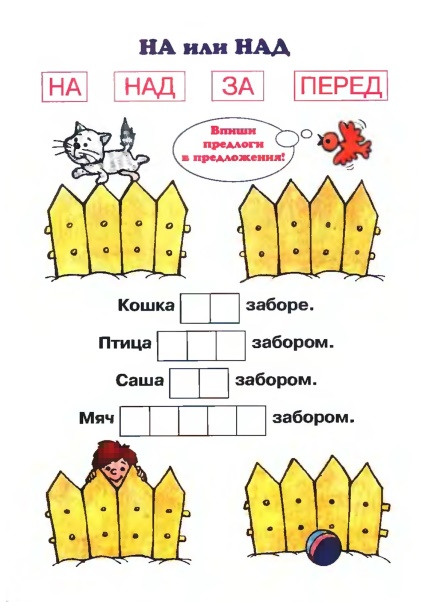 НА или НАД
НА НАД ЗА ПЕРЕД
Впиши
предлоги
в предложения!
Кошка заборе.
Птица забором.
Саша забором.
Мяч забором.